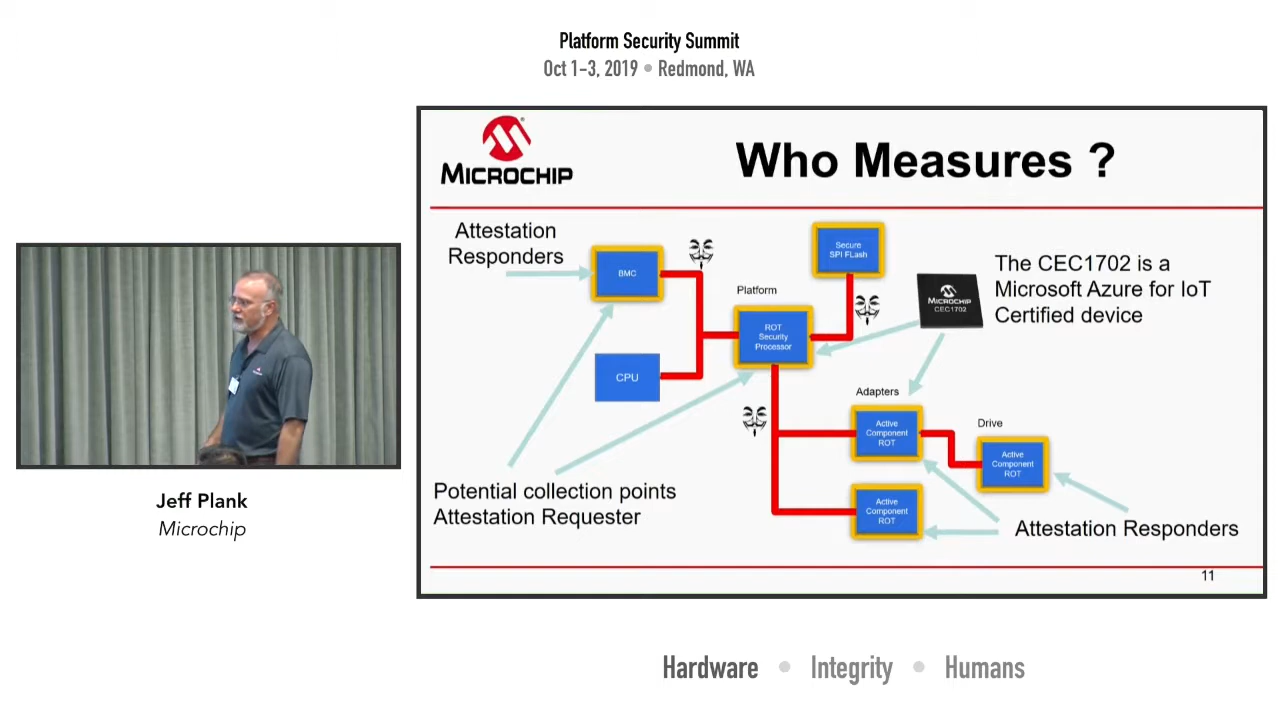 Platform Security Summit
Oct 1-3, 2019 • Redmond, WA
MICROCHIP
Who Measures ?
Attestation
Responders
BMC
CPU
Platform
ROT
Security
Processor
Secure
SPI FLash
MICROCHIP
CEC1702
The CEC1702 is a
Microsoft Azure for IoT
Certified device
Adapters
Active
Component
ROT
Drive
Active
Component
ROT
Active
Component
ROT
Potential collection points
Attestation Requester
Attestation Responders
11
Jeff Plank
Microchip
Hardware • Integrity • Humans